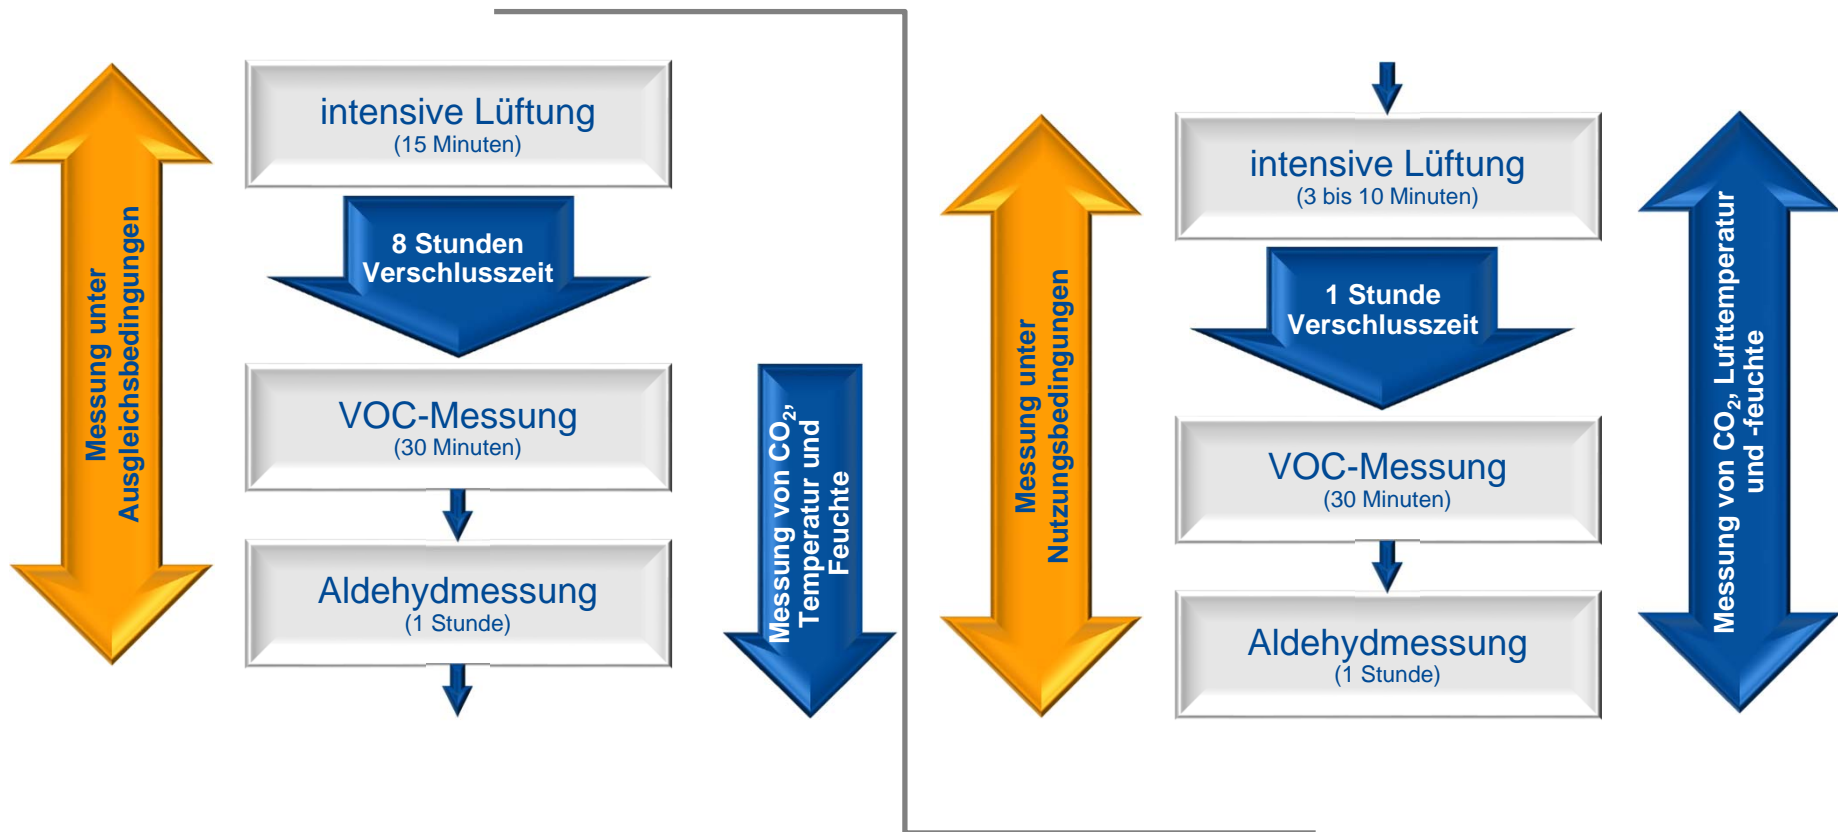 Messung unter
Ausgleichsbedingungen
intensive Lüftung
(15 Minuten)
8 Stunden
Verschlusszeit
VOC-Messung
(30 Minuten)
Aldehydmessung
(1 Stunde)
Messung von CO₂,
Temperatur und
Feuchte
Messung unter
Nutzungsbedingungen
intensive Lüftung
(3 bis 10 Minuten)
1 Stunde
Verschlusszeit
VOC-Messung
(30 Minuten)
Aldehydmessung
(1 Stunde)
Messung von CO₂, Lufttemperatur
und -feuchte